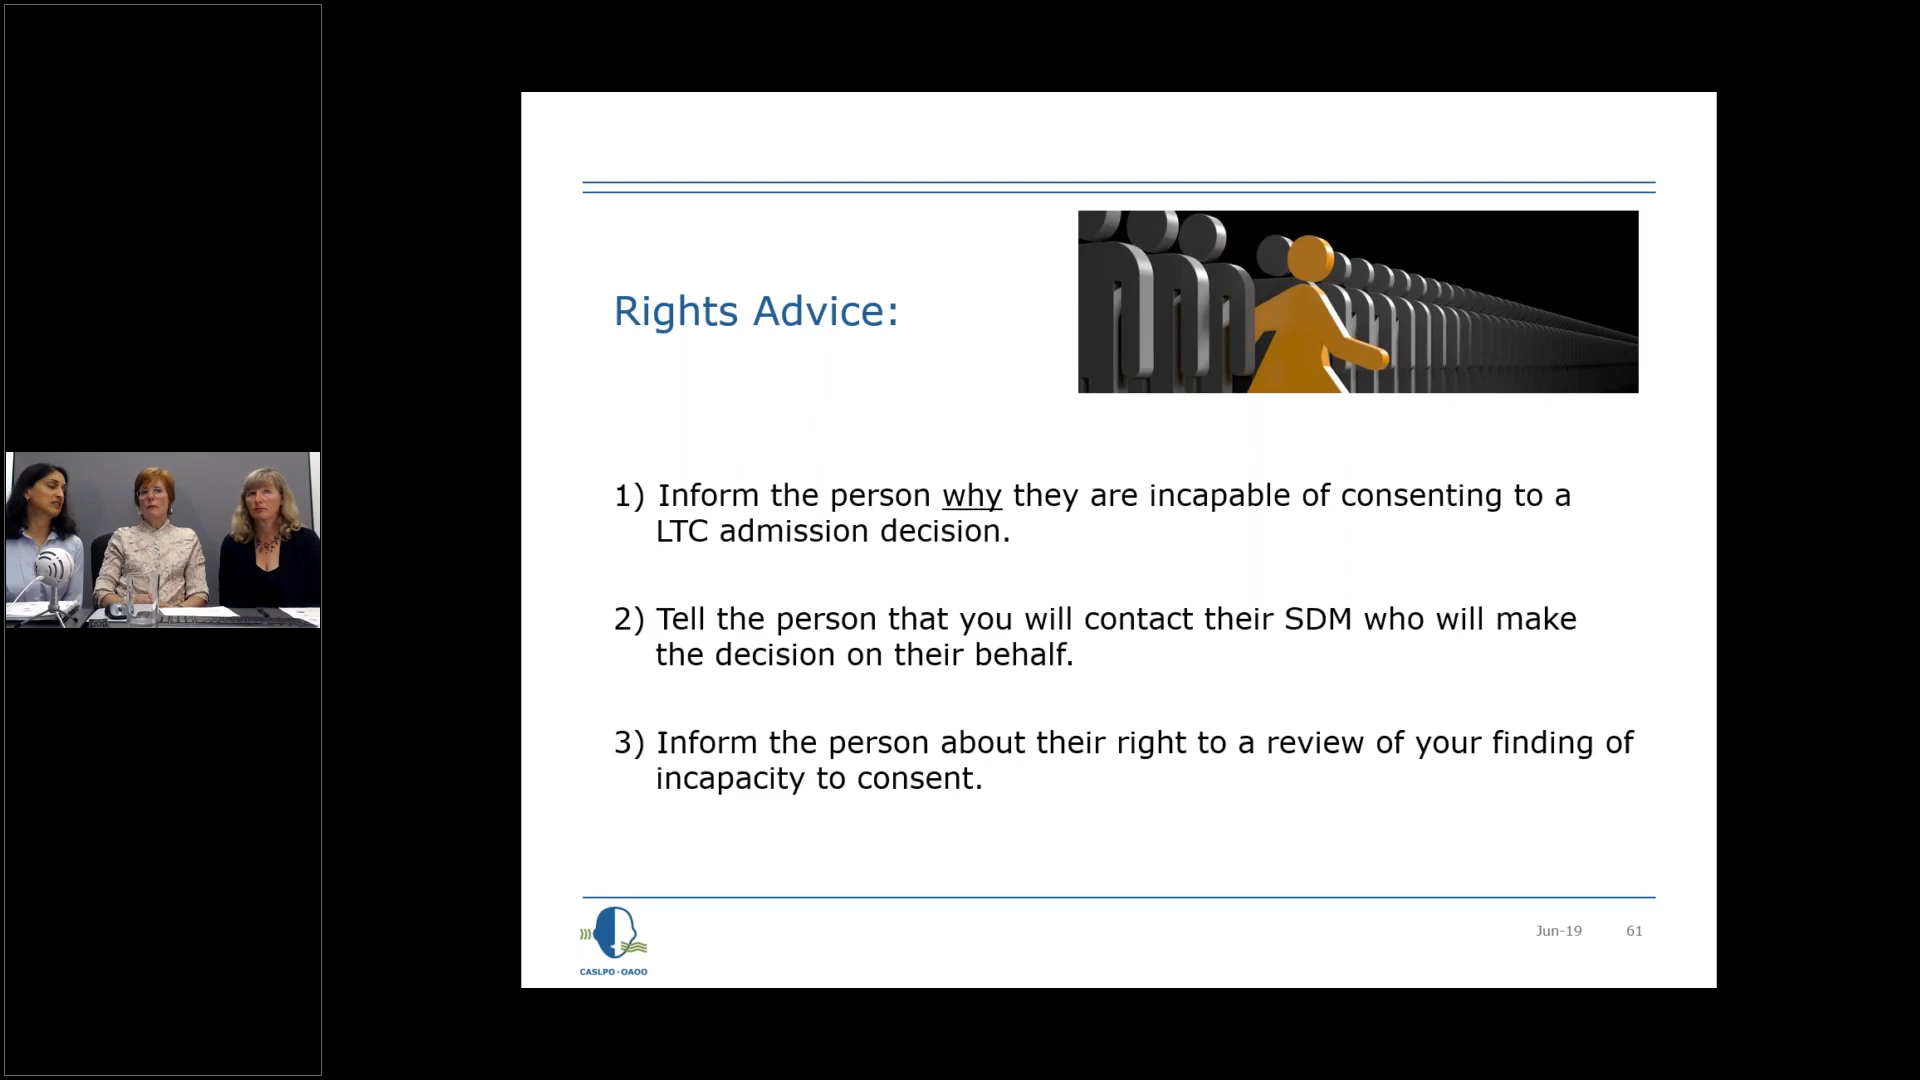 Rights Advice:
1) Inform the person why they are incapable of consenting to a
LTC admission decision.
2) Tell the person that you will contact their SDM who will make
the decision on their behalf.
3) Inform the person about their right to a review of your finding of
incapacity to consent.
CASLPO·OAOO
Jun-19 61